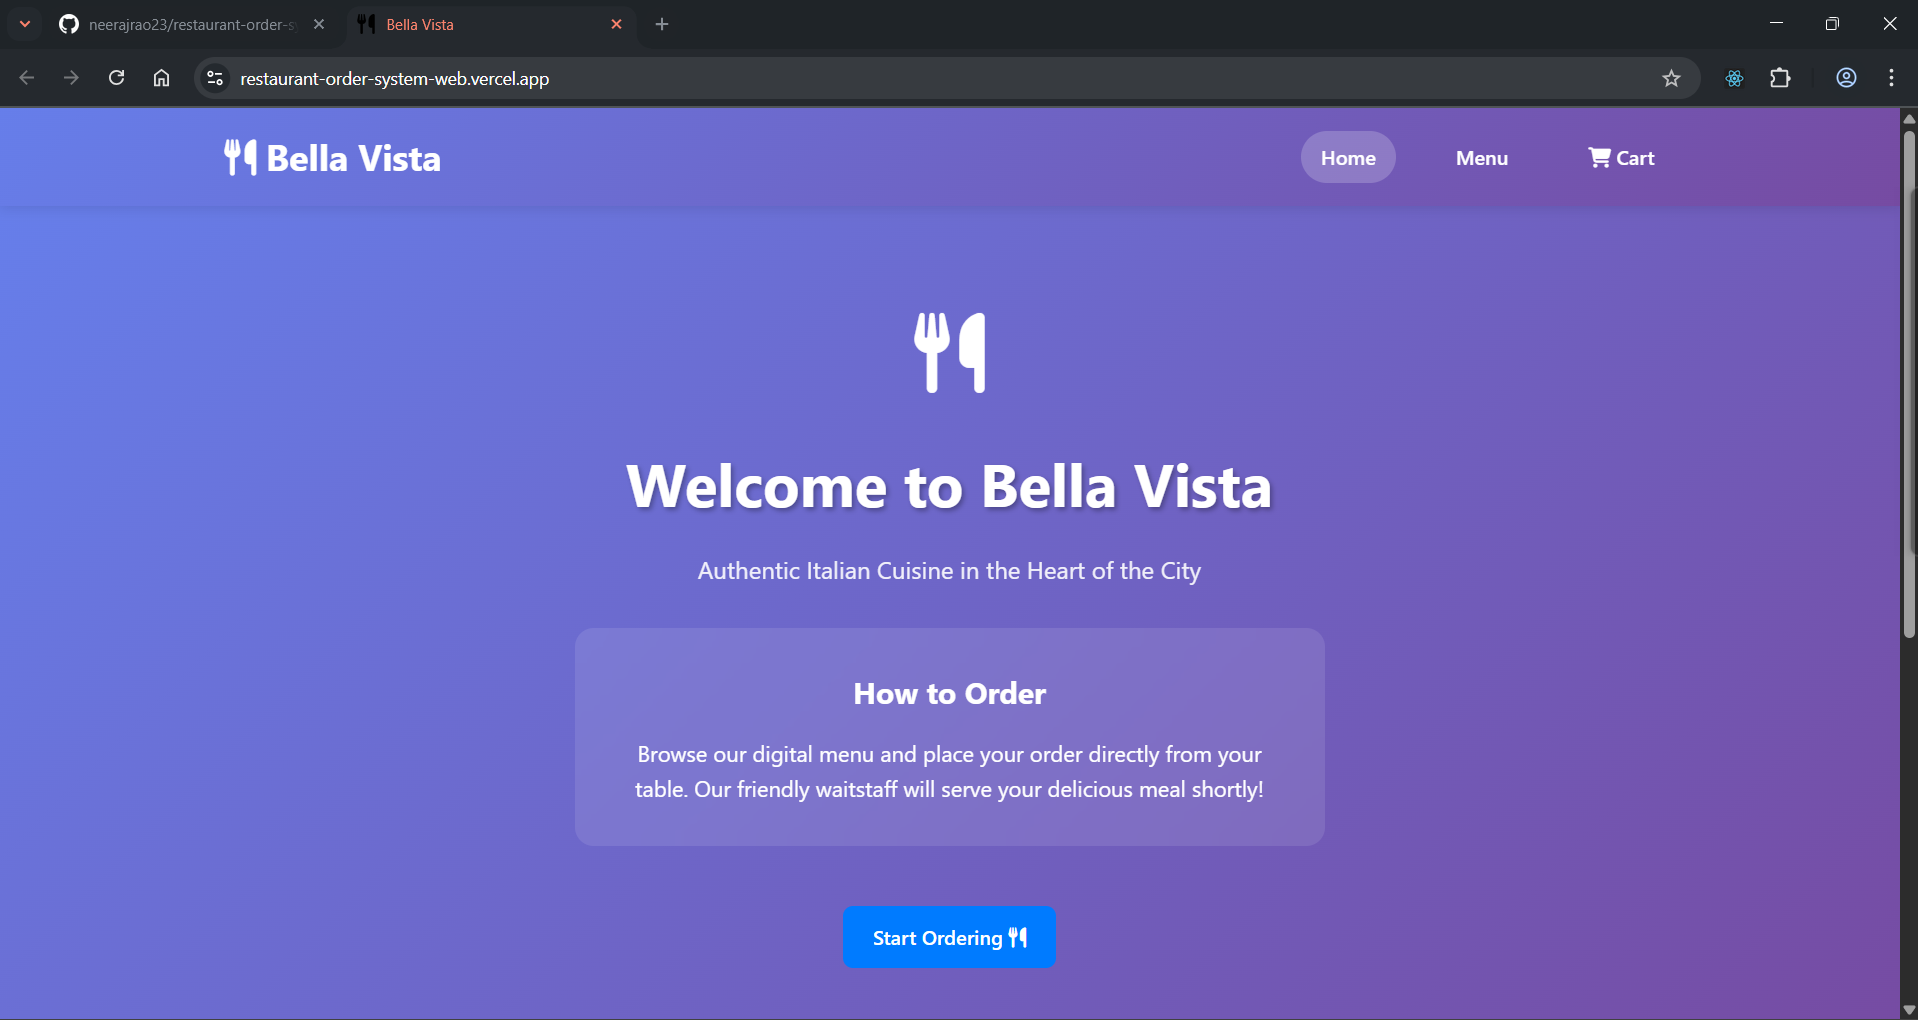 neerajrao23/restaurant-order-s
Bella Vista
restaurant-order-system-web.vercel.app
Bella Vista
Home
Menu
Cart
Welcome to Bella Vista
Authentic Italian Cuisine in the Heart of the City
How to Order
Browse our digital menu and place your order directly from your
table. Our friendly waitstaff will serve your delicious meal shortly!
Start Ordering